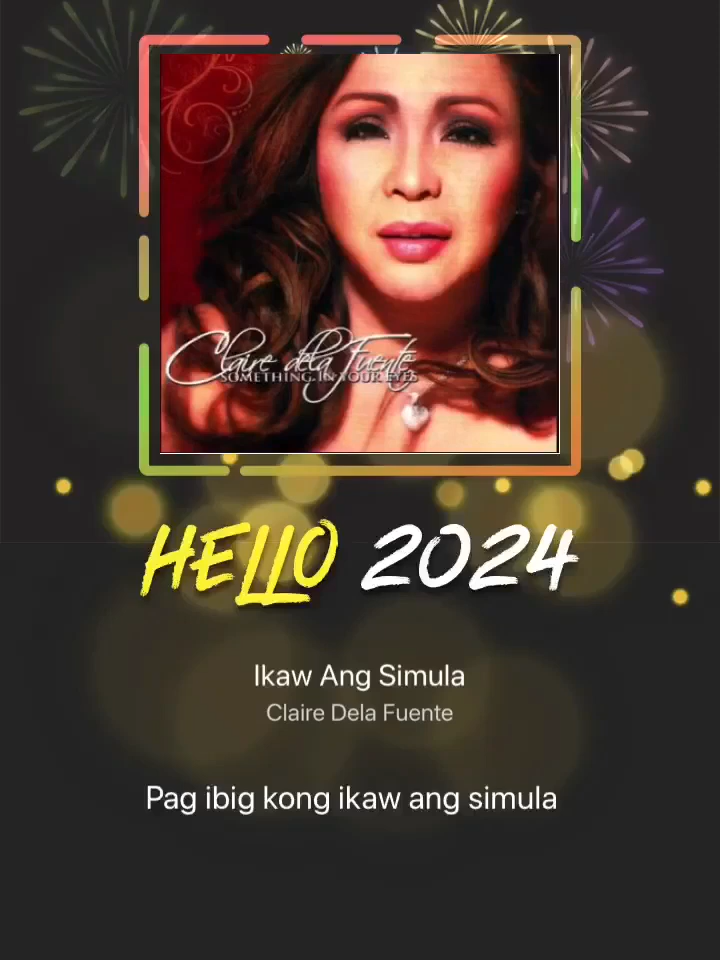 Claire dela Fuente
SOMETHING IN YOUR EYES
HELLO 2024
Ikaw Ang Simula
Claire Dela Fuente
Pag ibig kong ikaw ang simula